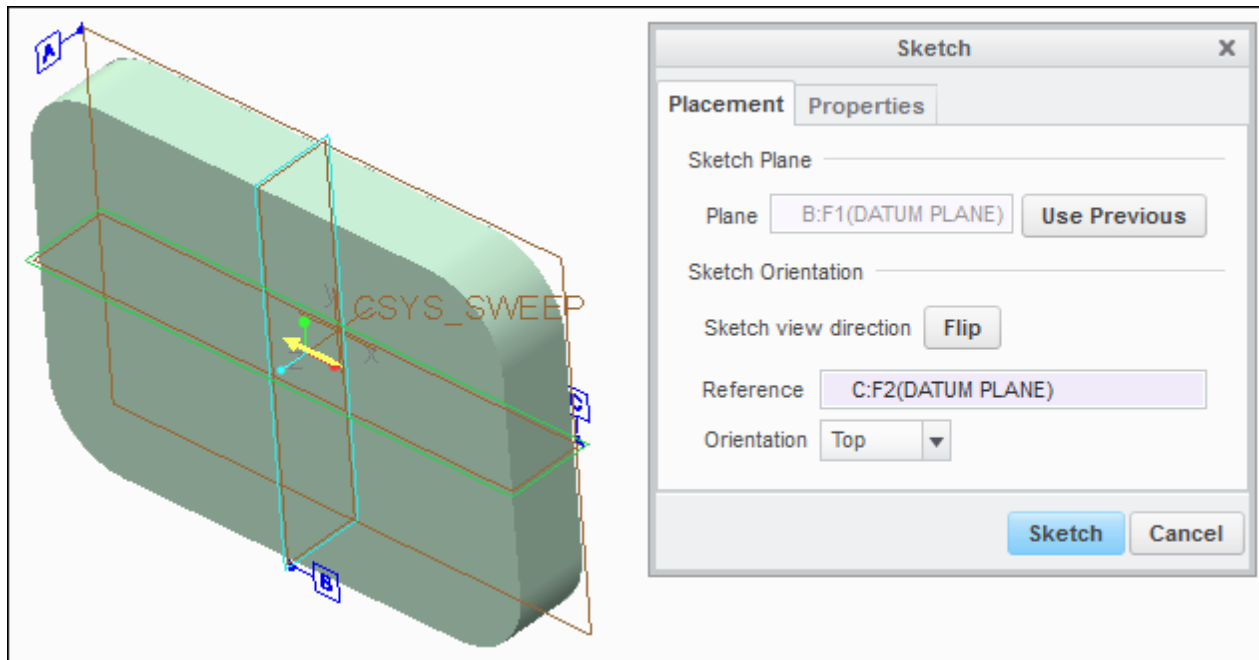 A
CSYS_SWEEP
y
x
z
C
B
Sketch
Placement
Properties
Sketch Plane
Plane
B:F1(DATUM PLANE)
Use Previous
Sketch Orientation
Sketch view direction
Flip
Reference
C:F2(DATUM PLANE)
Orientation
Top
Sketch
Cancel